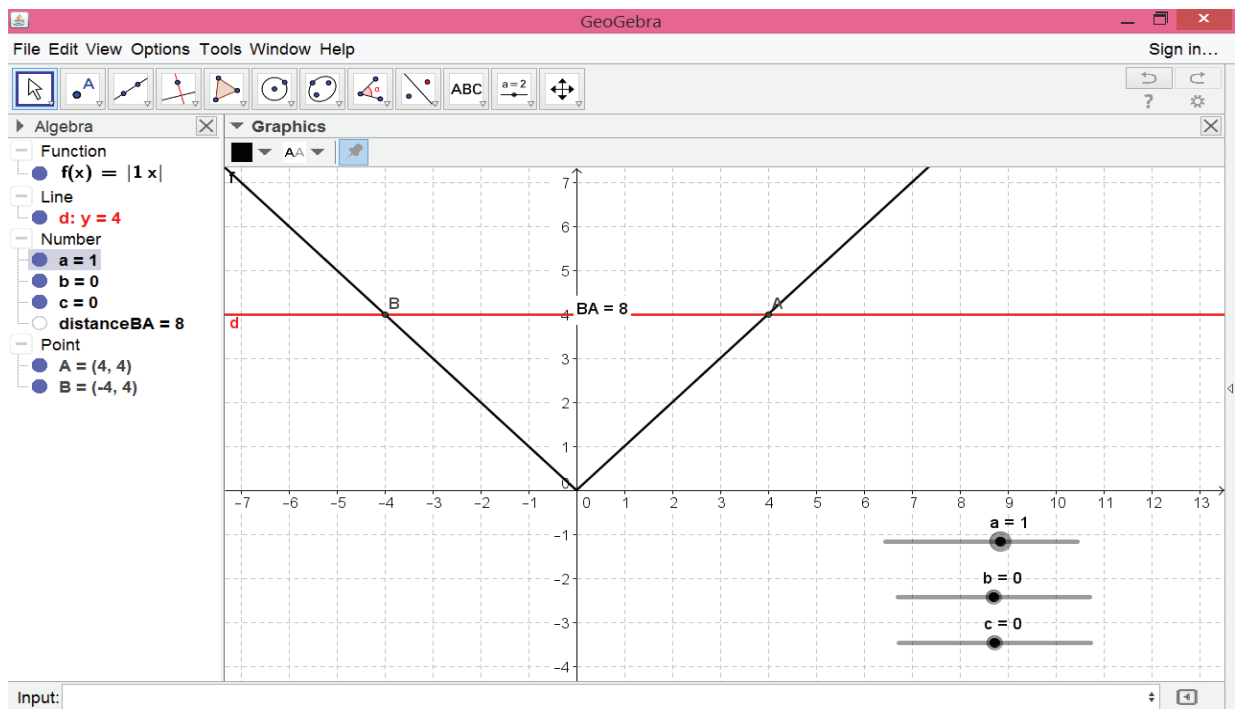 GeoGebra
File Edit View Options Tools Window Help
Sign in...
A
α
ABC
a=2
?
Algebra
Graphics
AA
Function
f(x) = |1 x|
Line
d: y = 4
Number
a = 1
b = 0
c = 0
distanceBA = 8
Point
A = (4, 4)
B = (-4, 4)
f
7
6
5
B
BA = 8
A
4
d
3
2
1
0
-7 -6 -5 -4 -3 -2 -1 0 1 2 3 4 5 6 7 8 9 10 11 12 13
-1
-2
-3
-4
a = 1
b = 0
c = 0
Input: